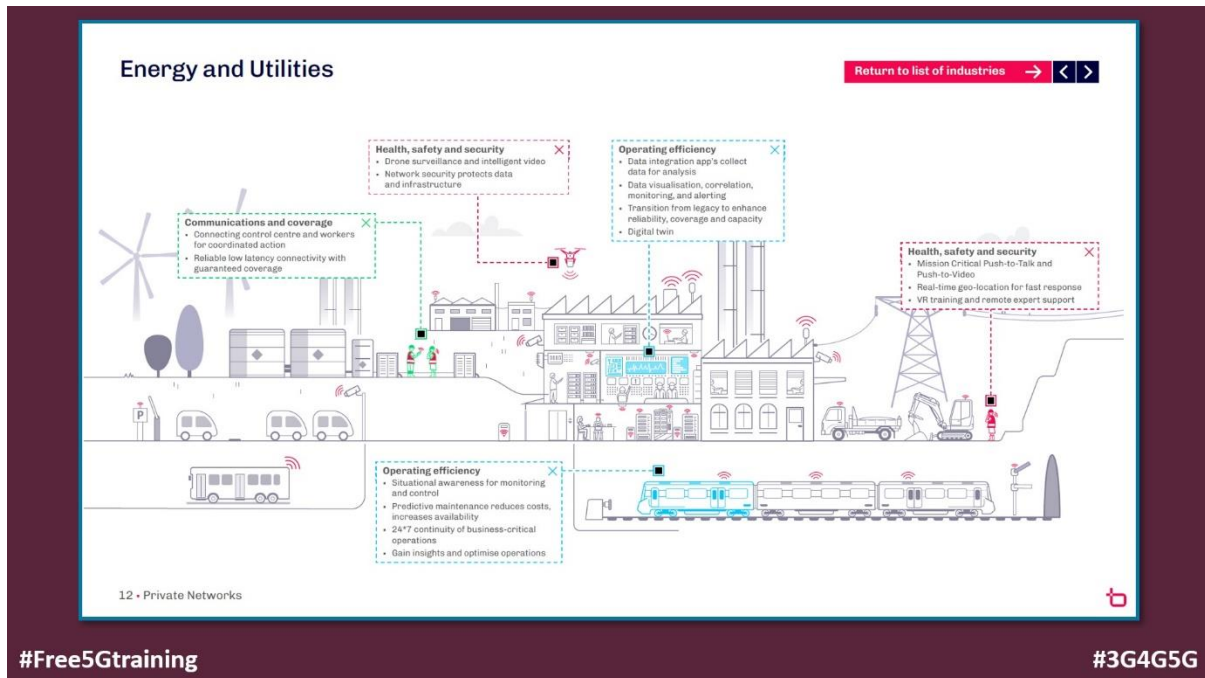 Energy and Utilities
Return to list of industries
Health, safety and security
• Drone surveillance and intelligent video
• Network security protects data
and infrastructure
Operating efficiency
• Data integration app's collect
data for analysis
• Data visualisation, correlation,
monitoring, and alerting
• Transition from legacy to enhance
reliability, coverage and capacity
• Digital twin
Communications and coverage
• Connecting control centre and workers
for coordinated action
• Reliable low latency connectivity with
guaranteed coverage
Health, safety and security
• Mission Critical Push-to-Talk and
Push-to-Video
• Real-time geo-location for fast response
• VR training and remote expert support
P
Operating efficiency
• Situational awareness for monitoring
and control
• Predictive maintenance reduces costs,
increases availability
• 24*7 continuity of business-critical
operations
• Gain insights and optimise operations
12 • Private Networks
#Free5Gtraining
#3G4G5G